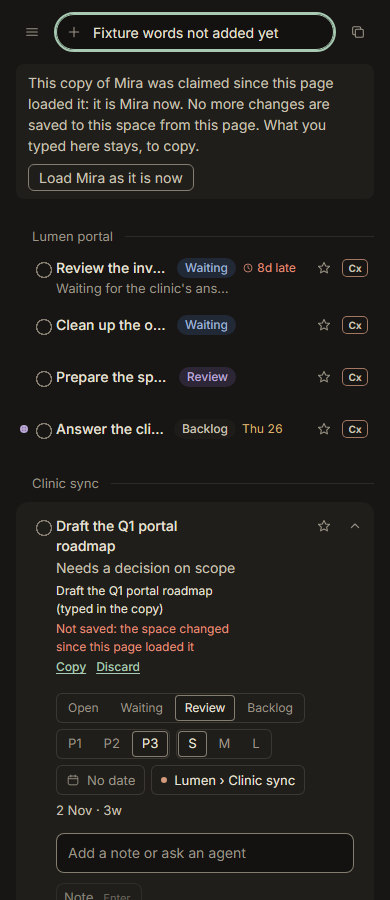 Fixture words not added yet
This copy of Mira was claimed since this page
loaded it: it is Mira now. No more changes are
saved to this space from this page. What you
typed here stays, to copy.
Load Mira as it is now
Lumen portal
Review the inv... Waiting 8d late Cx
Waiting for the clinic's ans...
Clean up the o... Waiting Cx
Prepare the sp... Review Cx
Answer the cli... Backlog Thu 26 Cx
Clinic sync
Draft the Q1 portal
roadmap
Needs a decision on scope
Draft the Q1 portal roadmap
(typed in the copy)
Not saved: the space changed
since this page loaded it
Copy Discard
Open Waiting Review Backlog
P1 P2 P3 S M L
No date Lumen › Clinic sync
2 Nov · 3w
Add a note or ask an agent
Note Enter